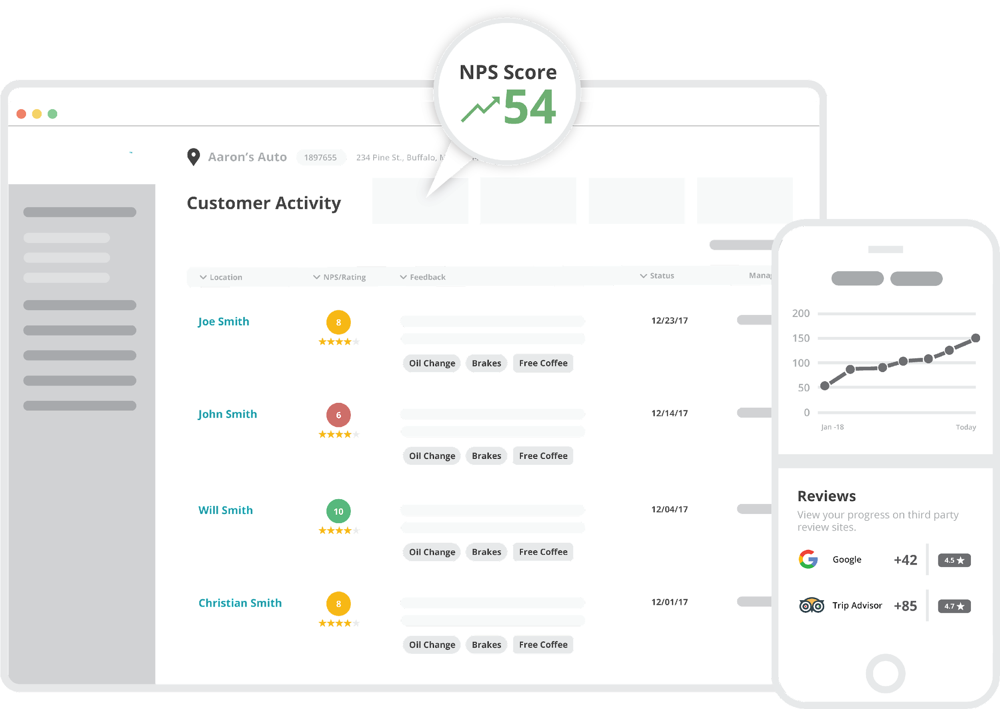 NPS Score
54
™
Aaron's Auto 1897655 234 Pine St., Buffalo,
Customer Activity
Location NPS/Rating Feedback Status
Joe Smith 8 12/23/17
Oil Change Brakes Free Coffee
John Smith 6 12/14/17
Oil Change Brakes Free Coffee
Will Smith 10 12/04/17
Oil Change Brakes Free Coffee
Christian Smith 8 12/01/17
Oil Change Brakes Free Coffee
200
150
100
50
0
Jan -18 Today
Reviews
View your progress on third party
review sites.
Google +42 4.5
Trip Advisor +85 4.7